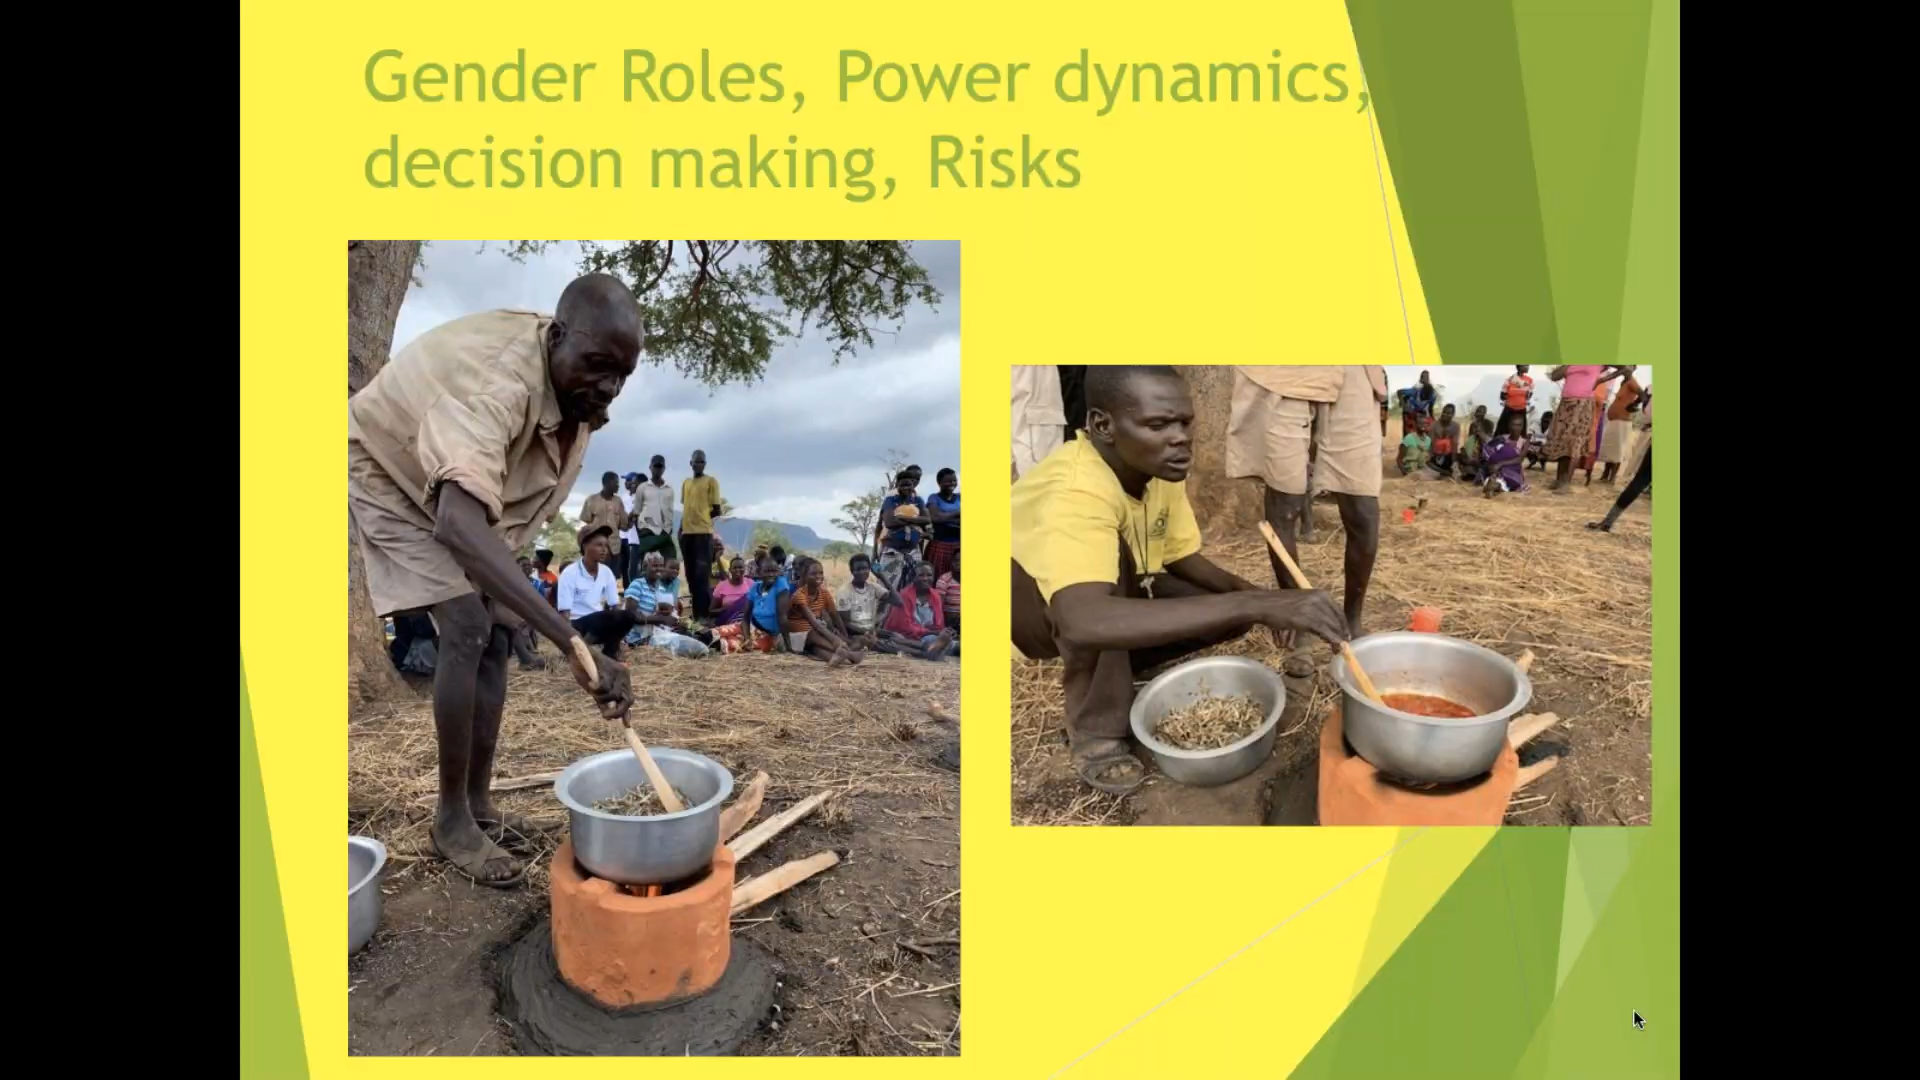 Gender Roles, Power dynamics,
decision making, Risks